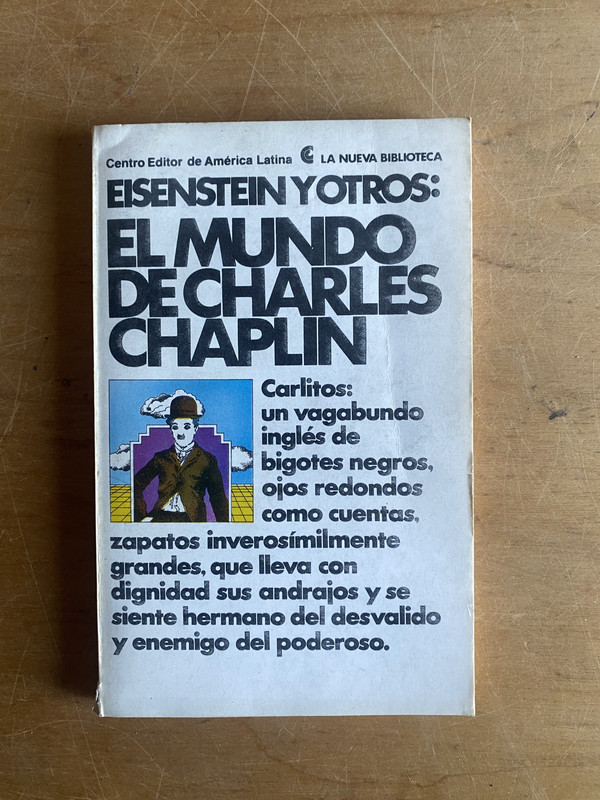 Centro Editor de América Latina LA NUEVA BIBLIOTECA
EISENSTEIN Y OTROS:
EL MUNDO
DE CHARLES
CHAPLIN
Carlitos:
un vagabundo
inglés de
bigotes negros,
ojos redondos
como cuentas,
zapatos inverosímilmente
grandes, que lleva con
dignidad sus andrajos y se
siente hermano del desvalido
y enemigo del poderoso.